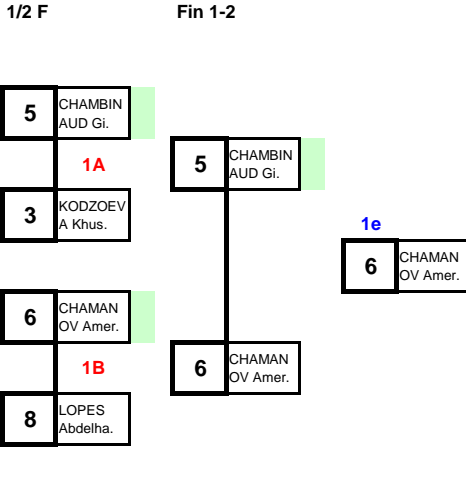 1/2 F
Fin 1-2
5
CHAMBIN
AUD Gi.
1A
3
KODZOEV
A Khus.
6
CHAMAN
OV Amer.
1B
8
LOPES
Abdelha.
5
CHAMBIN
AUD Gi.
6
CHAMAN
OV Amer.
1e
6
CHAMAN
OV Amer.